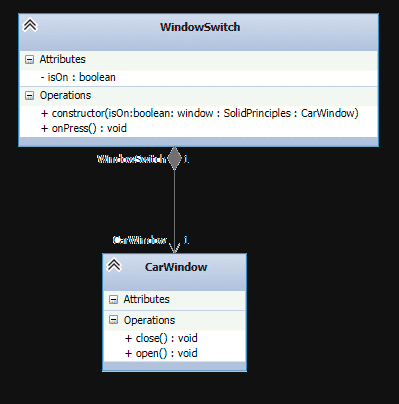 WindowSwitch
Attributes
- isOn : boolean
Operations
+ constructor(isOn:boolean: window : SolidPrinciples : CarWindow)
+ onPress() : void
WindowSwitch 1
CarWindow 1
CarWindow
Attributes
Operations
+ close() : void
+ open() : void